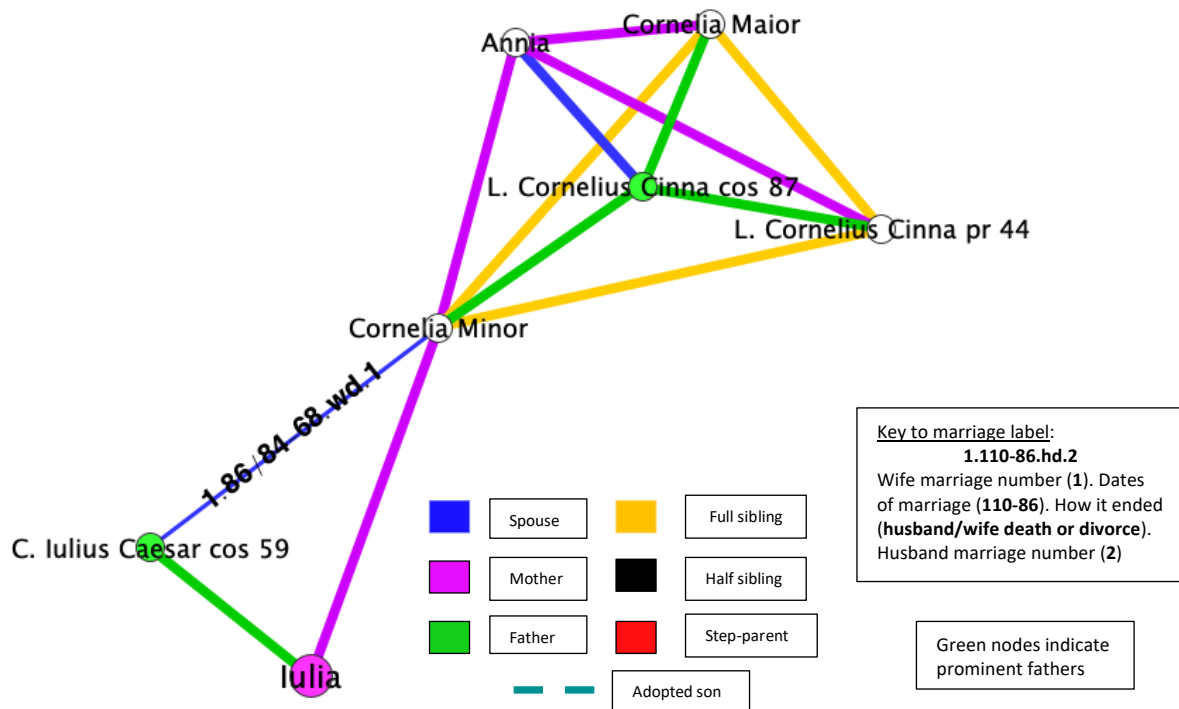 Cornelia Maior
Annia
L. Cornelius Cinna cos 87
L. Cornelius Cinna pr 44
Cornelia Minor
1.86/84 68.wd.1
C. Iulius Caesar cos 59
Iulia
Key to marriage label:
1.110-86.hd.2
Wife marriage number (1). Dates
of marriage (110-86). How it ended
(husband/wife death or divorce).
Husband marriage number (2)
Spouse
Full sibling
Mother
Half sibling
Father
Step-parent
Adopted son
Green nodes indicate
prominent fathers